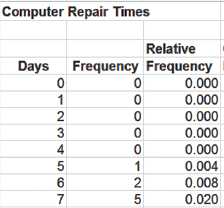 Computer Repair Times
Relative
Days Frequency Frequency
0 0 0.000
1 0 0.000
2 0 0.000
3 0 0.000
4 0 0.000
5 1 0.004
6 2 0.008
7 5 0.020